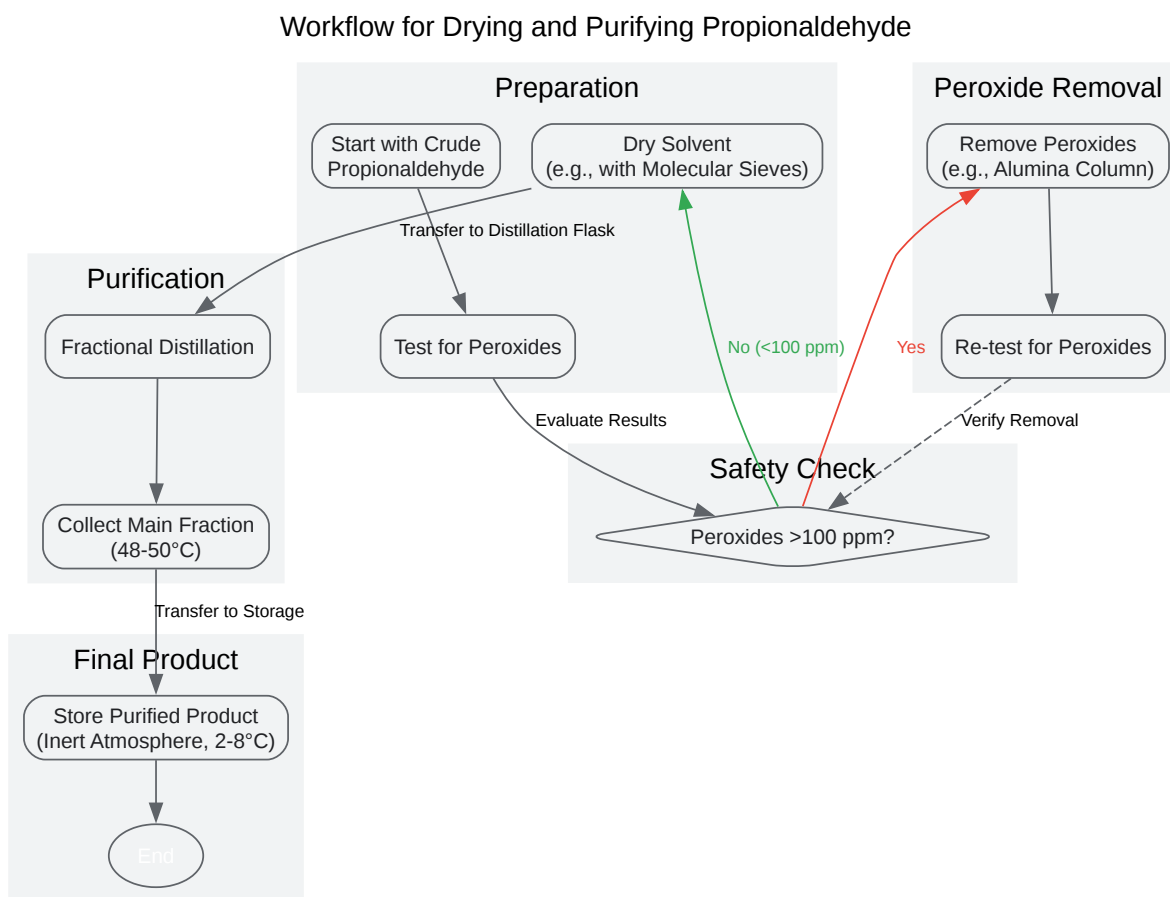 Workflow for Drying and Purifying Propionaldehyde
Preparation
Peroxide Removal
Start with Crude
Propionaldehyde
Dry Solvent
(e.g., with Molecular Sieves)
Remove Peroxides
(e.g., Alumina Column)
Transfer to Distillation Flask
Purification
Fractional Distillation
Test for Peroxides
No (<100 ppm)
Yes
Re-test for Peroxides
Evaluate Results
Verify Removal
Safety Check
Collect Main Fraction
(48-50°C)
Peroxides >100 ppm?
Transfer to Storage
Final Product
Store Purified Product
(Inert Atmosphere, 2-8°C)
End